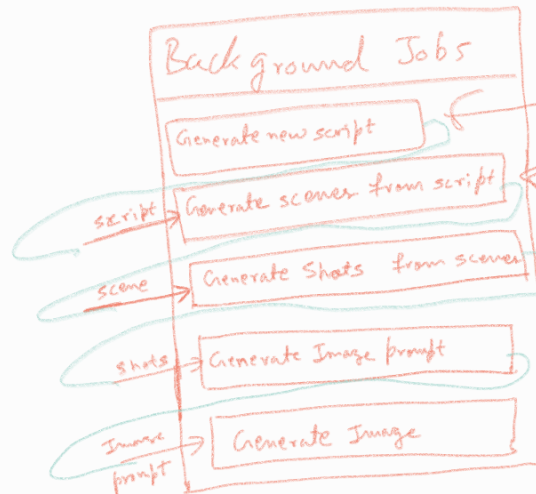 Background Jobs
Generate new script
script
Generate scenes from script
scene
Generate Shots from scenes
shots
Generate Image prompt
Image
prompt
Generate Image